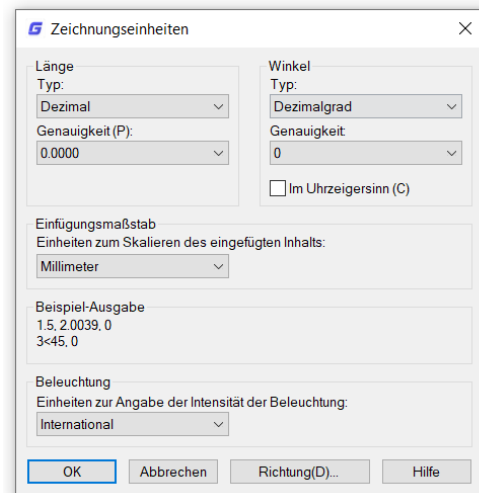 Zeichnungseinheiten
Länge
Typ:
Dezimal
Genauigkeit (P):
0.0000
Winkel
Typ:
Dezimalgrad
Genauigkeit:
0
Im Uhrzeigersinn (C)
Einfügungsmaßstab
Einheiten zum Skalieren des eingefügten Inhalts:
Millimeter
Beispiel-Ausgabe
1.5, 2.0039, 0
3<45, 0
Beleuchtung
Einheiten zur Angabe der Intensität der Beleuchtung:
International
OK
Abbrechen
Richtung(D)...
Hilfe